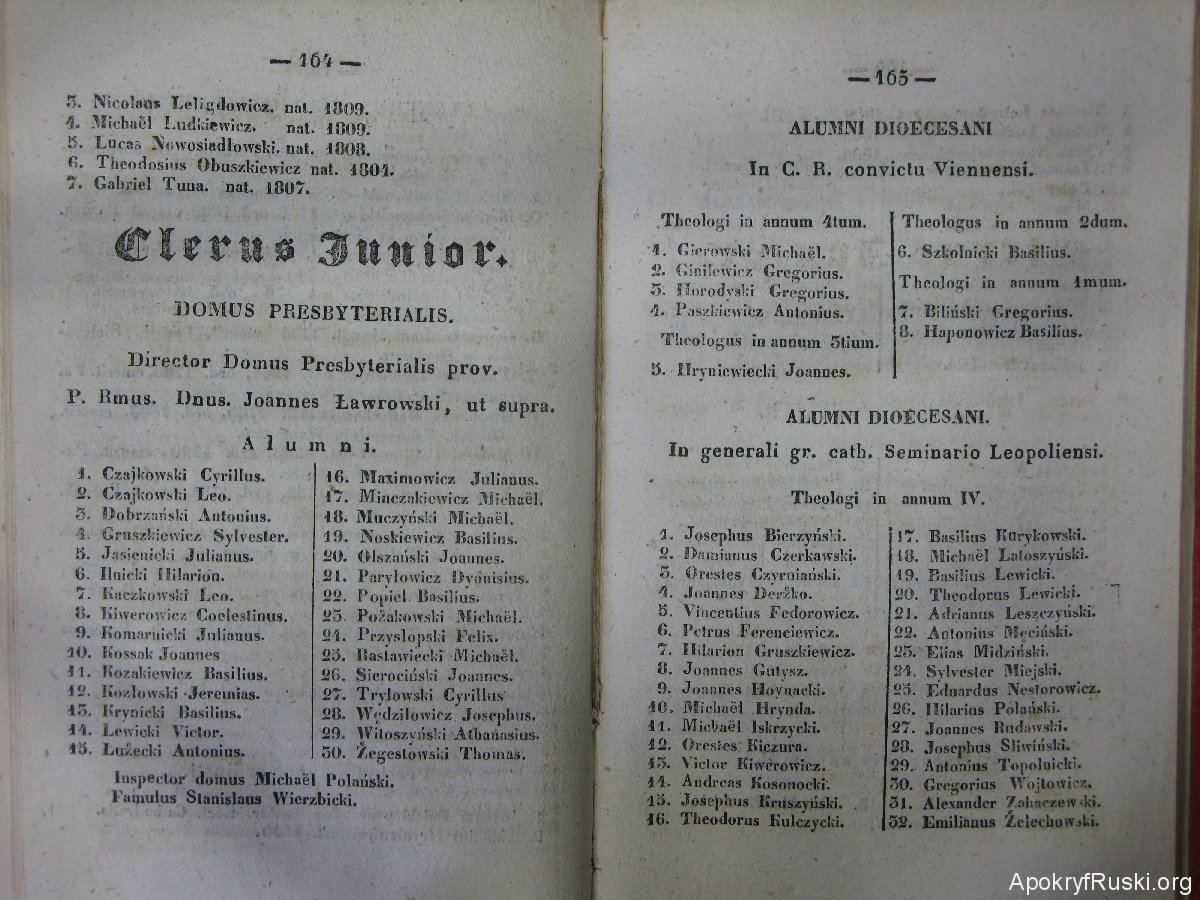 — 164 —
3. Nicolaus Leligdowicz. nat. 1809.
4. Michaël Ludkiewicz. nat. 1809.
5. Lucas Nowosiadlowski. nat. 1808.
6. Theodosius Obuszkiewicz nat. 1804.
7. Gabriel Tuna. nat. 1807.
Clerus Junior.
DOMUS PRESBYTERIALIS.
Director Domus Presbyterialis prov.
P. Rmus. Dnus. Joannes Ławrowski, ut supra.
Alumni.
1. Czajkowski Cyrillus.
2. Czajkowski Leo.
3. Dobrzański Antonius.
4. Gruszkiewicz Sylvester.
5. Jasienicki Julianus.
6. Ilnicki Hilarion.
7. Kaczkowski Leo.
8. Kiwerowicz Coelestinus.
9. Komarnicki Julianus.
10. Kossak Joannes
11. Kozakiewicz Basilius.
12. Kozłowski Jeremias.
13. Krynicki Basilius.
14. Lewicki Victor.
15. Łużecki Antonius.
16. Maximowicz Julianus.
17. Minczakiewicz Michaël.
18. Muczyński Michaël.
19. Noskiewicz Basilius.
20. Olszański Joannes.
21. Paryłowicz Dyonisius.
22. Popiel Basilius.
23. Pożakowski Michaël.
24. Przyslopski Felix.
25. Rastawiecki Michaël.
26. Sierociński Joannes.
27. Tryłowski Cyrillus
28. Wędziłowicz Josephus.
29. Witoszyński Athanasius.
30. Żegestowski Thomas.
Inspector domus Michaël Polański.
Famulus Stanislaus Wierzbicki.
— 165 —
ALUMNI DIOECESANI
In C. R. convictu Viennensi.
Theologi in annum 4tum.
1. Gierowski Michaël.
2. Ginilewicz Gregorius.
3. Horodyski Gregorius.
4. Paszkiewicz Antonius.
Theologus in annum 3tium.
5. Hryniewiecki Joannes.
Theologus in annum 2dum.
6. Szkolnicki Basilius.
Theologi in annum 1mum.
7. Biliński Gregorius.
8. Haponowicz Basilius.
ALUMNI DIOECESANI.
In generali gr. cath. Seminario Leopoliensi.
Theologi in annum IV.
1. Josephus Bierzyński.
2. Damianus Czerkawski.
3. Orestes Czyrniański.
4. Joannes Derżko.
5. Vincentius Fedorowicz.
6. Petrus Ferenciewicz.
7. Hilarion Gruszkiewicz.
8. Joannes Gutysz.
9. Joannes Hoynacki.
10. Michaël Hrynda.
11. Michaël Iskrzycki.
12. Orestes Kiczura.
13. Victor Kiwerowicz.
14. Andreas Kosonocki.
15. Josephus Kruszyński.
16. Theodorus Kulczycki.
17. Basilius Kurykowski.
18. Michaël Latoszyński.
19. Basilius Lewicki.
20. Theodorus Lewicki.
21. Adrianus Leszczyński.
22. Antonius Męciński.
23. Elias Midziński.
24. Sylvester Miejski.
25. Eduardus Nestorowicz.
26. Hilarius Polański.
27. Joannes Rudawski.
28. Josephus Sliwiński.
29. Antonius Topolnicki.
30. Gregorius Wojtowicz.
31. Alexander Zahaczewski.
32. Emilianus Żelechowski.
ApokryfRuski.org